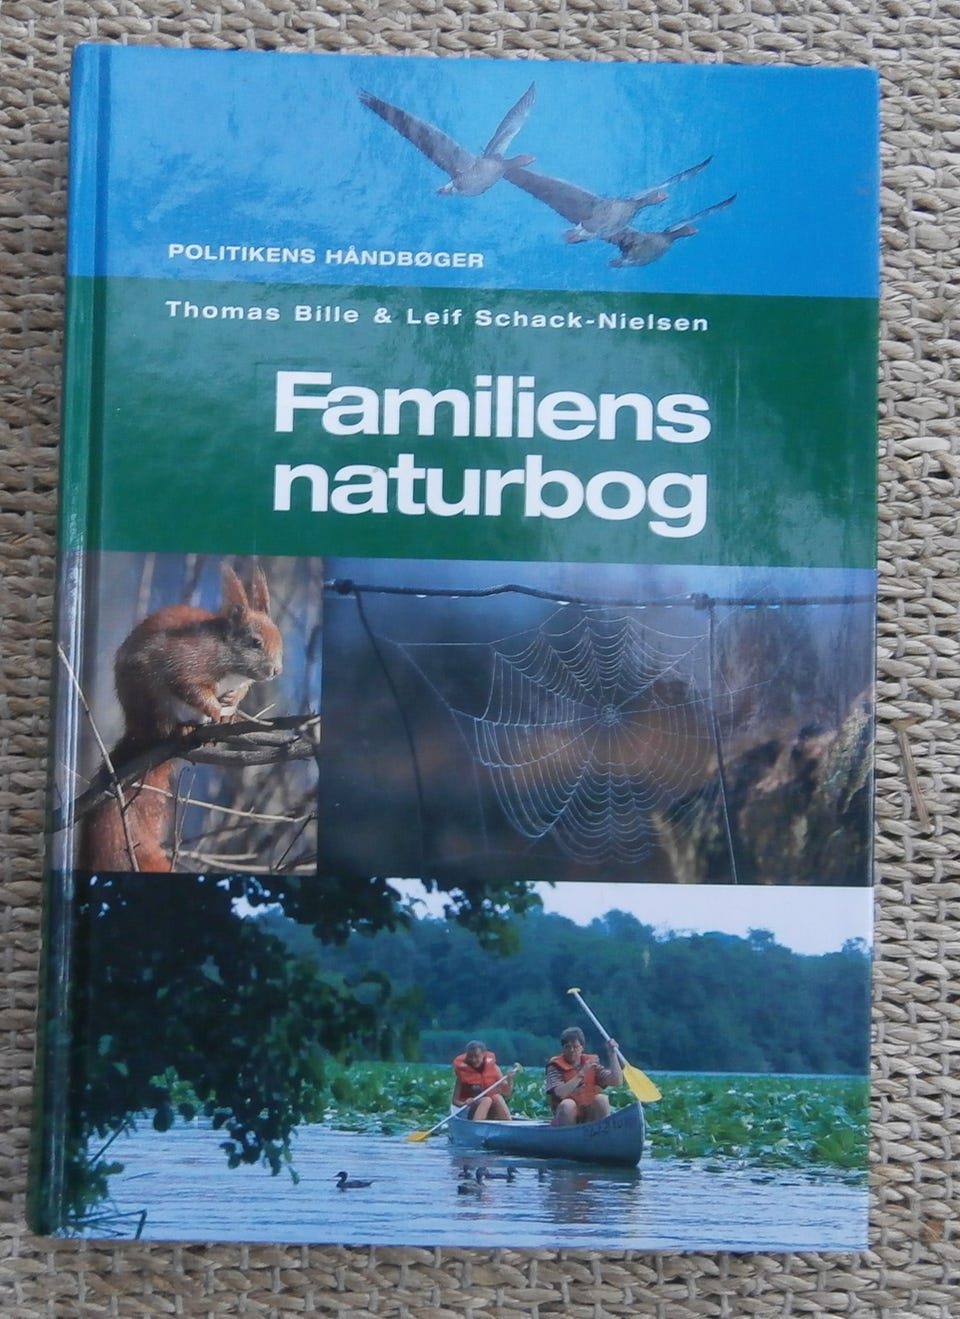 POLITIKENS HÅNDBØGER
Thomas Bille & Leif Schack-Nielsen
Familiens
naturbog